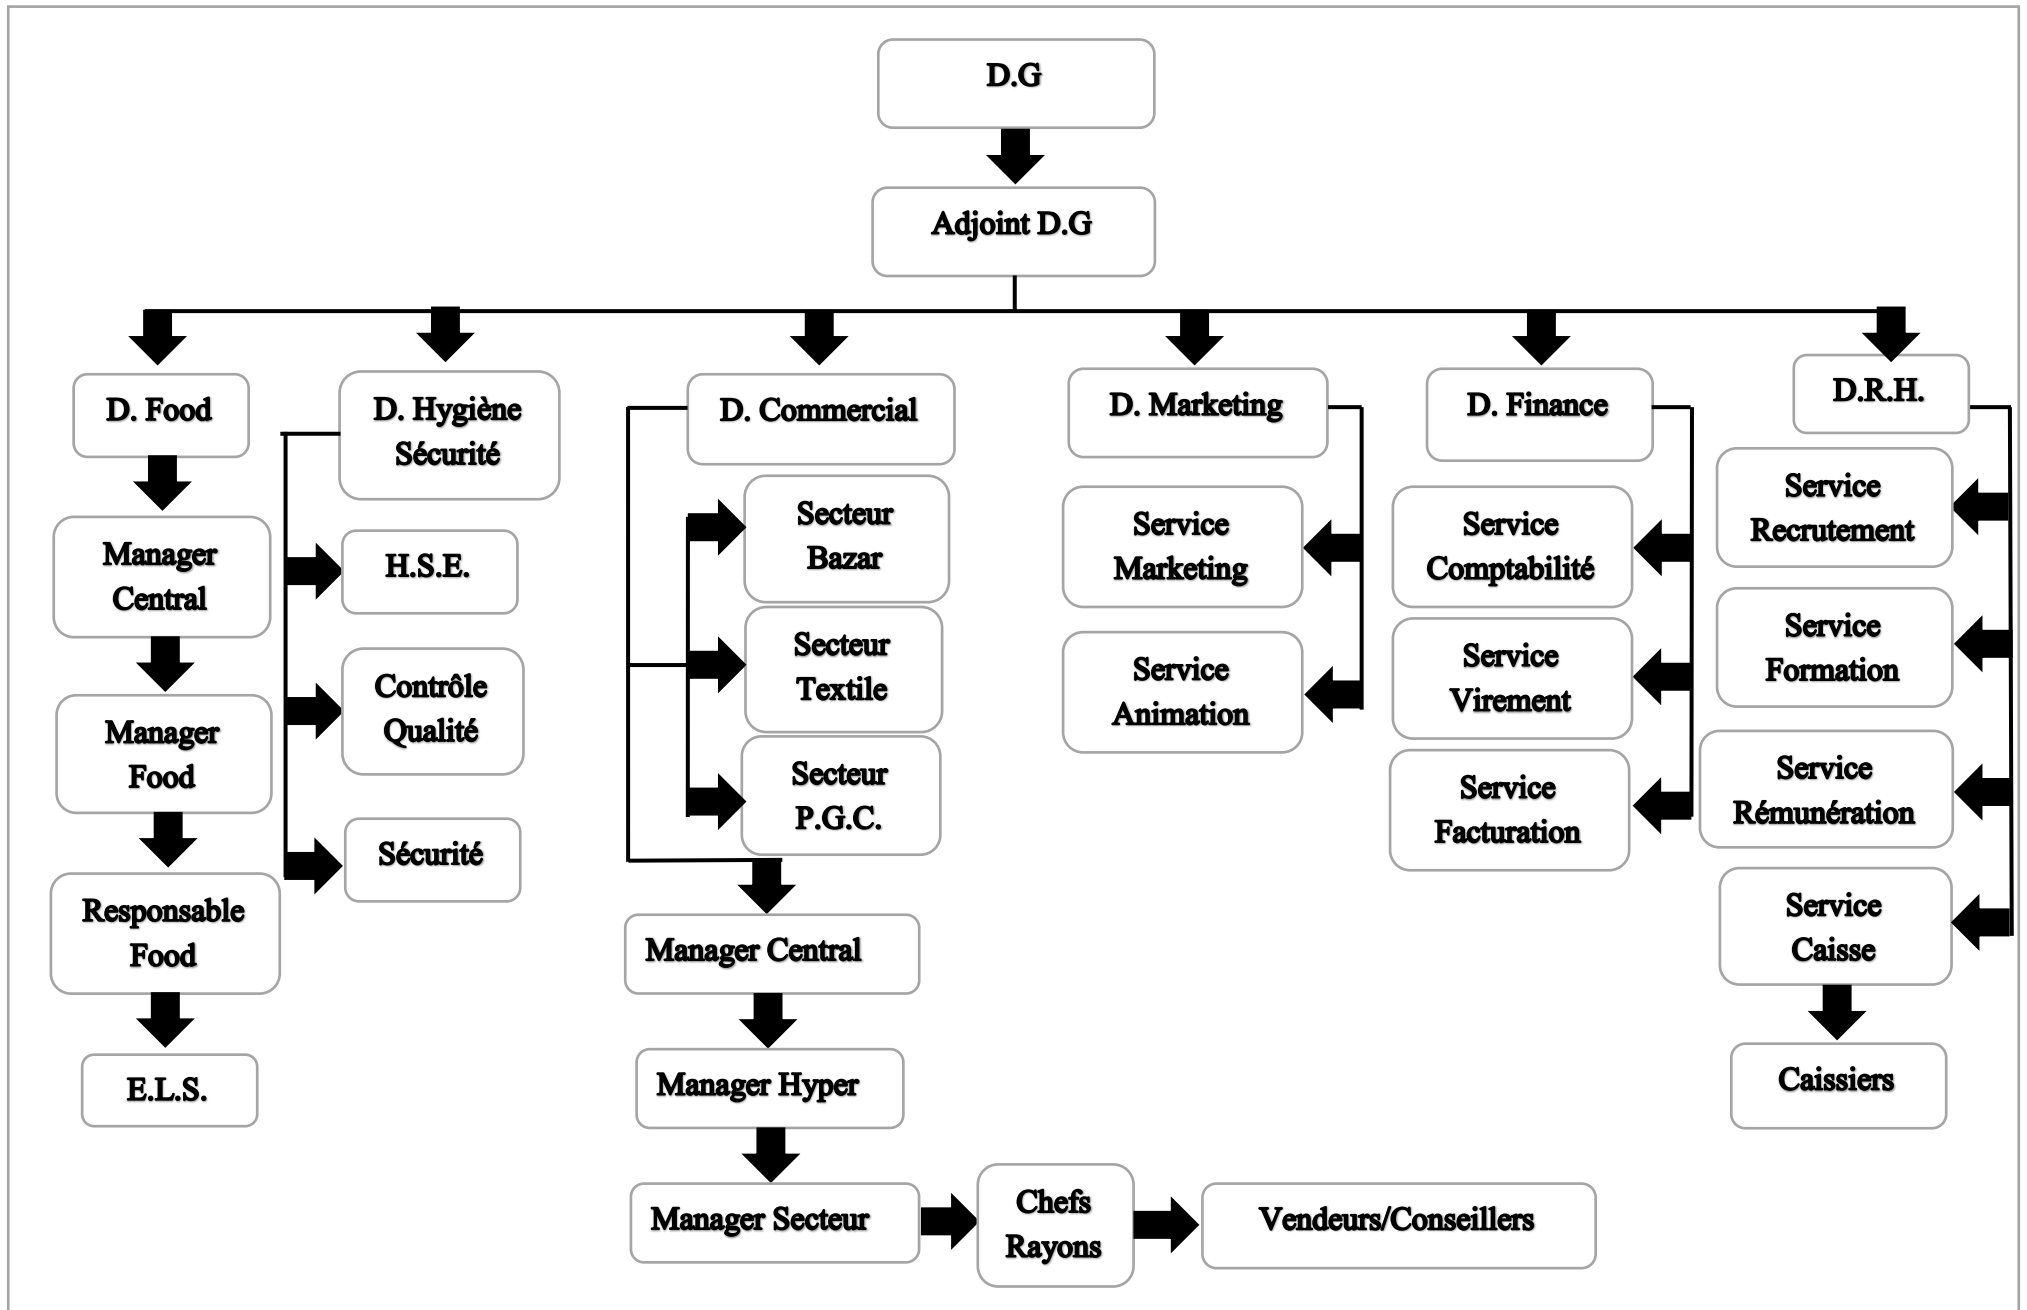 D.G
Adjoint D.G
D. Food
D. Hygiène
Sécurité
D. Commercial
D. Marketing
D. Finance
D.R.H.
Manager
Central
Manager
Food
Responsable
Food
E.L.S.
H.S.E.
Contrôle
Qualité
Sécurité
Secteur
Bazar
Secteur
Textile
Secteur
P.G.C.
Manager Central
Manager Hyper
Manager Secteur
Chefs
Rayons
Vendeurs/Conseillers
Service
Marketing
Service
Animation
Service
Comptabilité
Service
Virement
Service
Facturation
Service
Recrutement
Service
Formation
Service
Rémunération
Service
Caisse
Caissiers